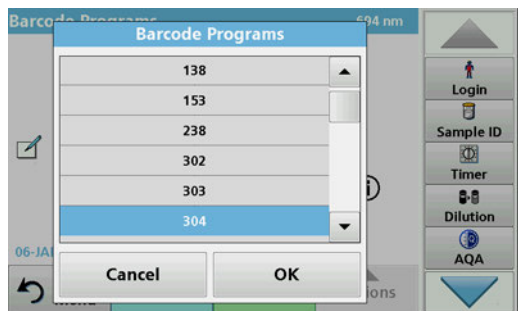 Barcode Programs
694 nm
Barcode Programs
138
153
238
302
303
304
Cancel
OK
06-JA
Menu
ions
Login
Sample ID
Timer
Dilution
AQA